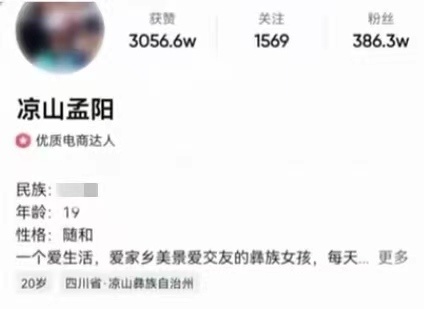 获赞 关注 粉丝
3056.6w 1569 386.3w
凉山孟阳
优质电商达人
民族:
年龄: 19
性格: 随和
一个爱生活，爱家乡美景爱交友的彝族女孩，每天... 更多
20岁 四川省·凉山彝族自治州